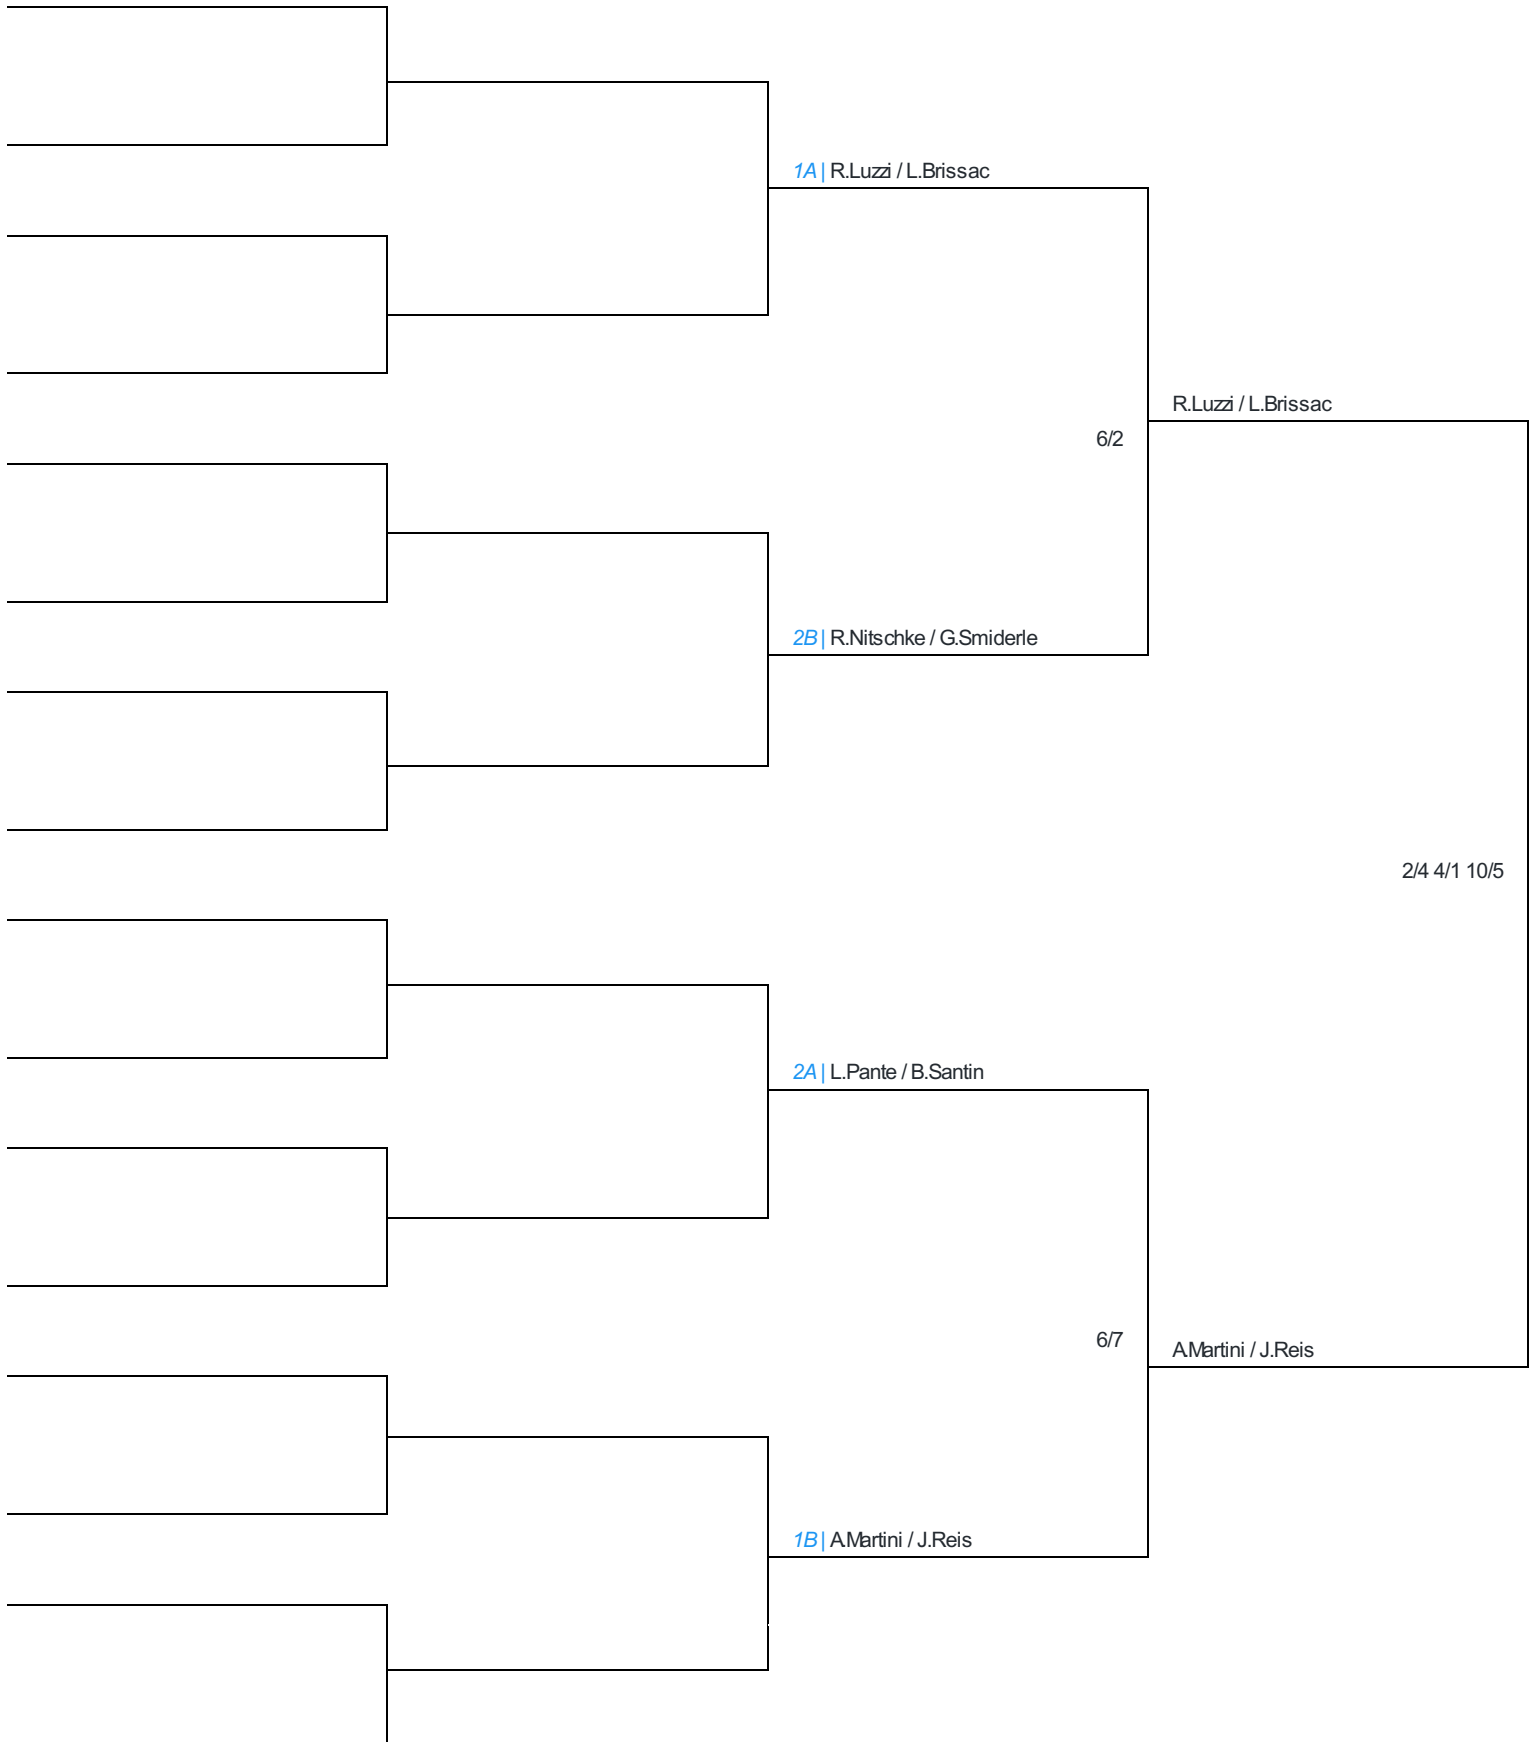 1A | R.Luzzi / L.Brissac
R.Luzzi / L.Brissac
6/2
2B | R.Nitschke / G.Smiderle
2/4 4/1 10/5
2A | L.Pante / B.Santin
6/7
A.Martini / J.Reis
1B | A.Martini / J.Reis